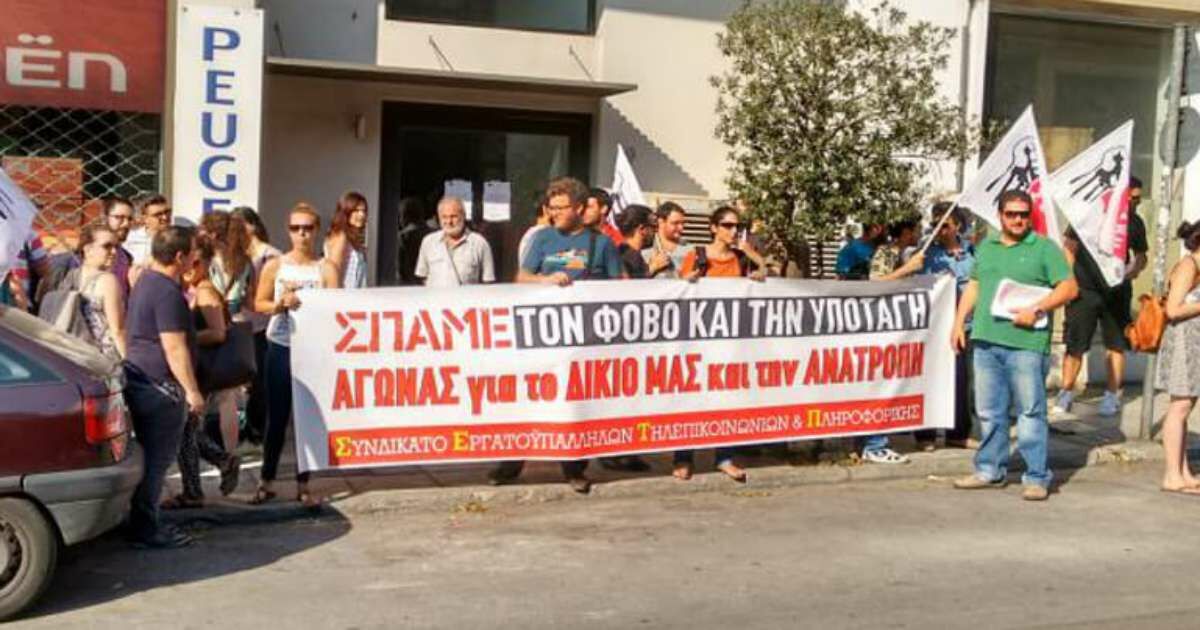 ën
PEUGE
ΣΠΑΜΕ ΤΟΝ ΦΟΒΟ ΚΑΙ ΤΗΝ ΥΠΟΤΑΓΗ
ΑΓΩΝΑΣ για το ΔΙΚΙΟ ΜΑΣ και την ΑΝΑΤΡΟΠΗ
ΣΥΝΔΙΚΑΤΟ ΕΡΓΑΤΟΫΠΑΛΛΗΛΩΝ ΤΗΛΕΠΙΚΟΙΝΩΝΙΩΝ & ΠΛΗΡΟΦΟΡΙΚΗΣ